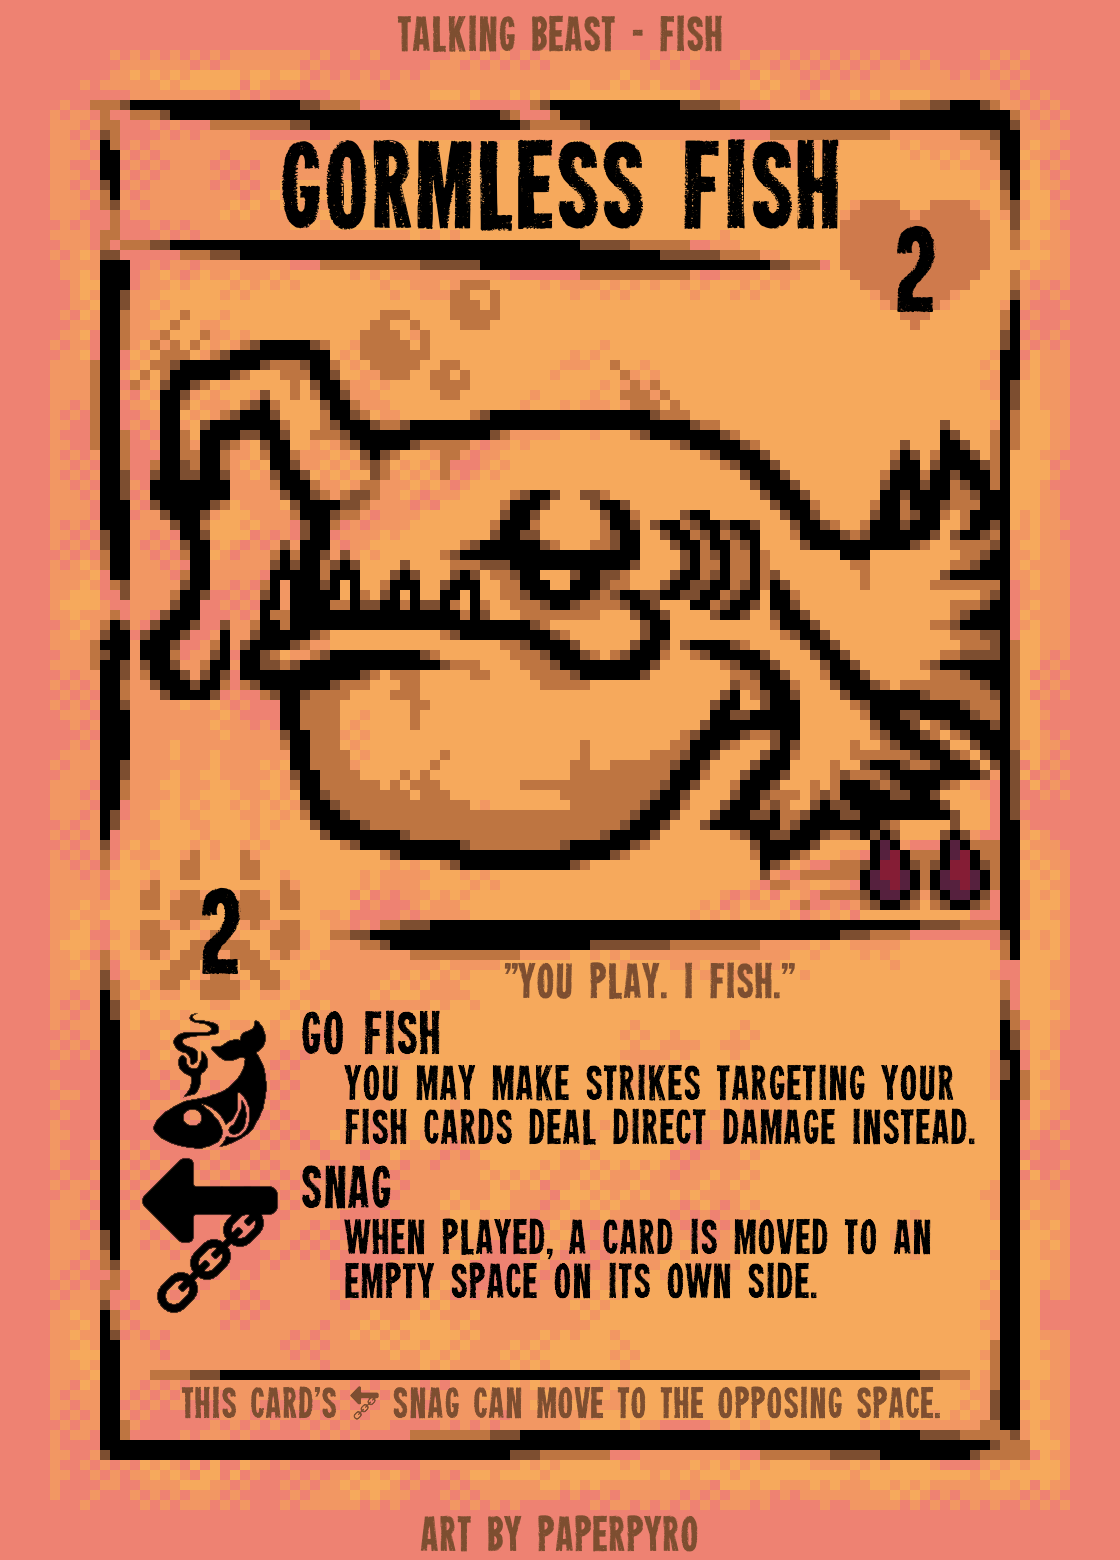 TALKING BEAST - FISH
GORMLESS FISH
2
2
"YOU PLAY. I FISH."
GO FISH
YOU MAY MAKE STRIKES TARGETING YOUR
FISH CARDS DEAL DIRECT DAMAGE INSTEAD.
SNAG
WHEN PLAYED, A CARD IS MOVED TO AN
EMPTY SPACE ON ITS OWN SIDE.
THIS CARD'S SNAG CAN MOVE TO THE OPPOSING SPACE.
ART BY PAPERPYRO